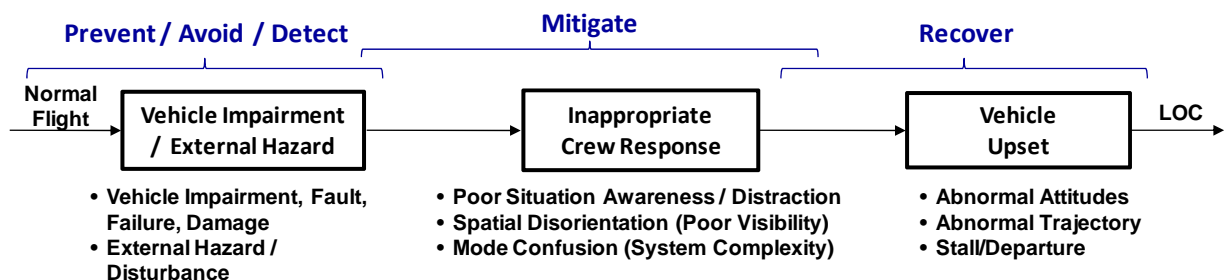 Prevent / Avoid / Detect
Mitigate
Recover
Normal
Flight
Vehicle Impairment
/ External Hazard
Inappropriate
Crew Response
Vehicle
Upset
LOC
• Vehicle Impairment, Fault,
Failure, Damage
• External Hazard /
Disturbance
• Poor Situation Awareness / Distraction
• Spatial Disorientation (Poor Visibility)
• Mode Confusion (System Complexity)
• Abnormal Attitudes
• Abnormal Trajectory
• Stall/Departure